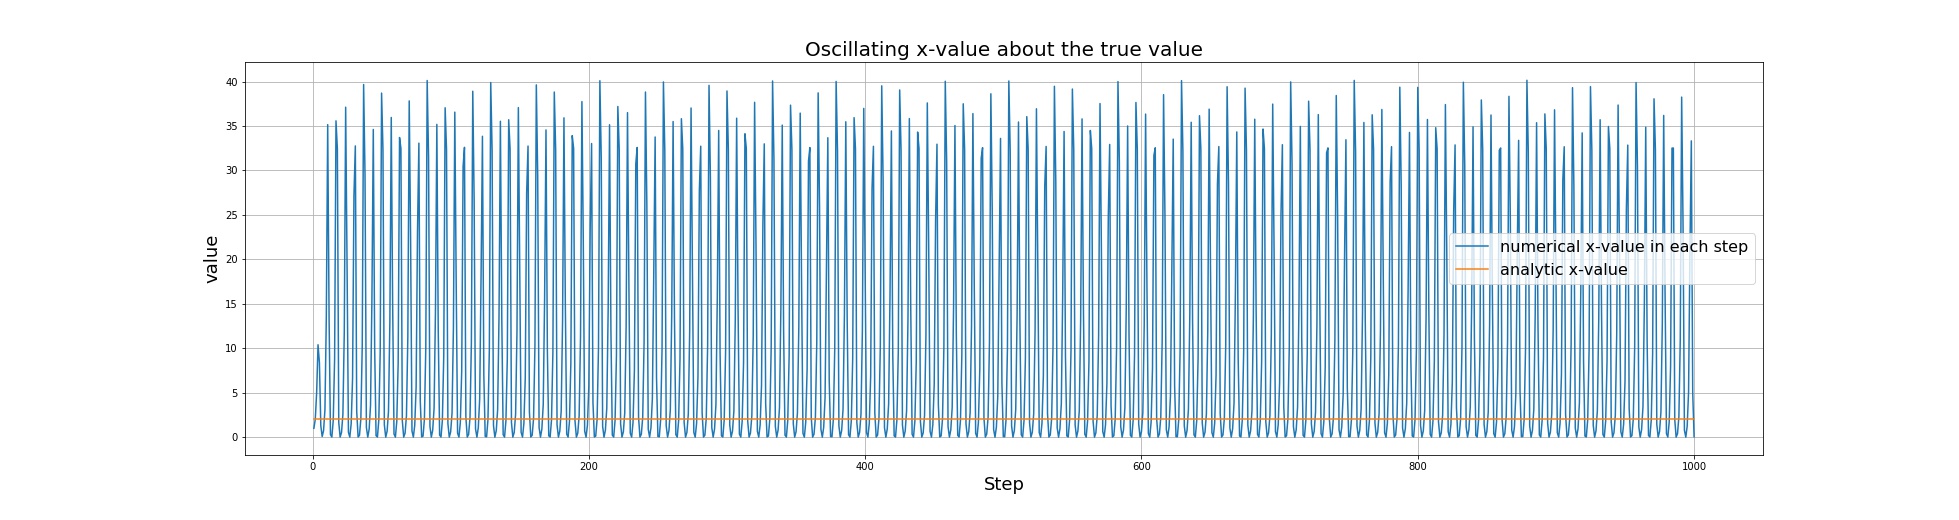 Oscillating x-value about the true value
value
40
35
30
25
20
15
10
5
0
numerical x-value in each step
analytic x-value
0 200 400 600 800 1000
Step